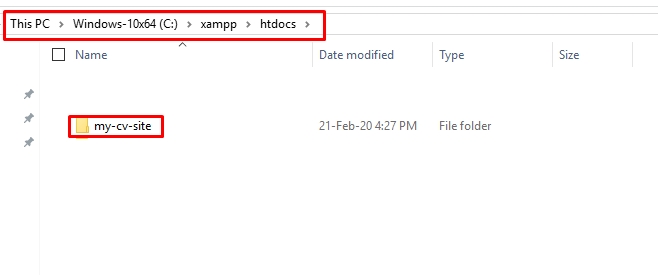 This PC > Windows-10x64 (C:) > xampp > htdocs >
Name Date modified Type Size
my-cv-site 21-Feb-20 4:27 PM File folder